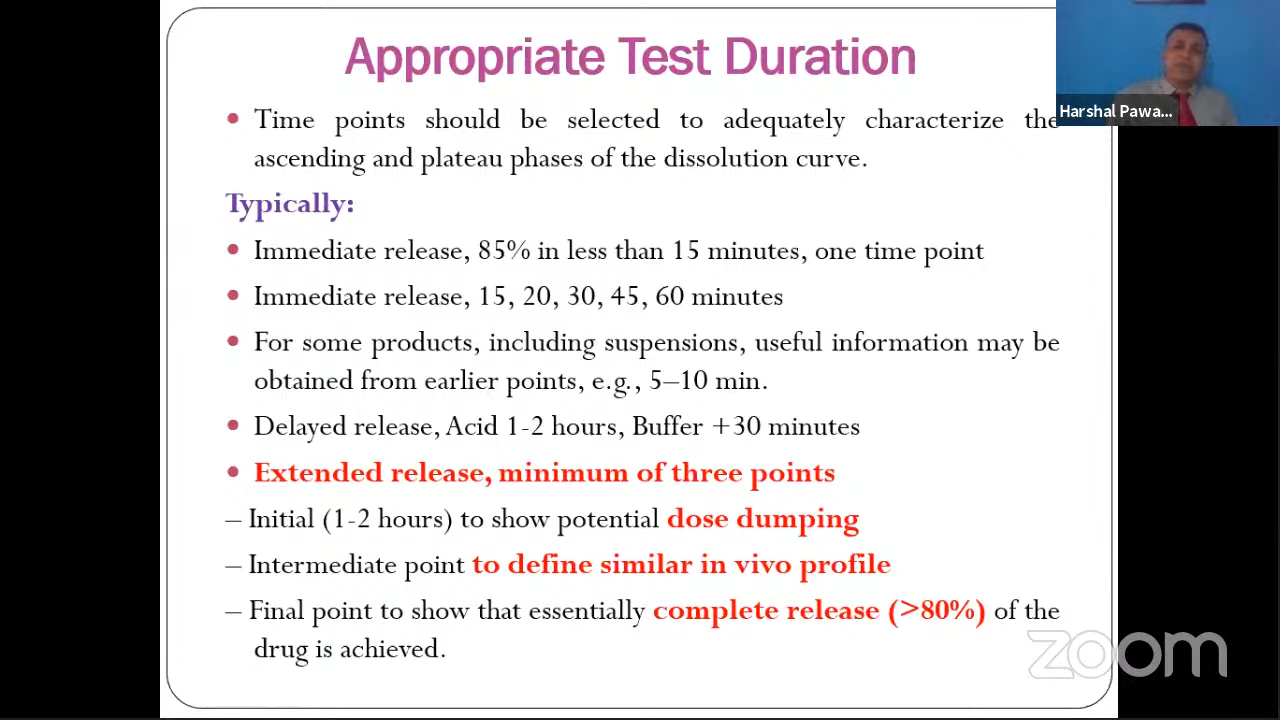 Appropriate Test Duration
Harshal Pawa...
• Time points should be selected to adequately characterize the
ascending and plateau phases of the dissolution curve.
Typically:
• Immediate release, 85% in less than 15 minutes, one time point
• Immediate release, 15, 20, 30, 45, 60 minutes
• For some products, including suspensions, useful information may be
obtained from earlier points, e.g., 5–10 min.
• Delayed release, Acid 1-2 hours, Buffer +30 minutes
• Extended release, minimum of three points
– Initial (1-2 hours) to show potential dose dumping
– Intermediate point to define similar in vivo profile
– Final point to show that essentially complete release (>80%) of the
drug is achieved.
zoom